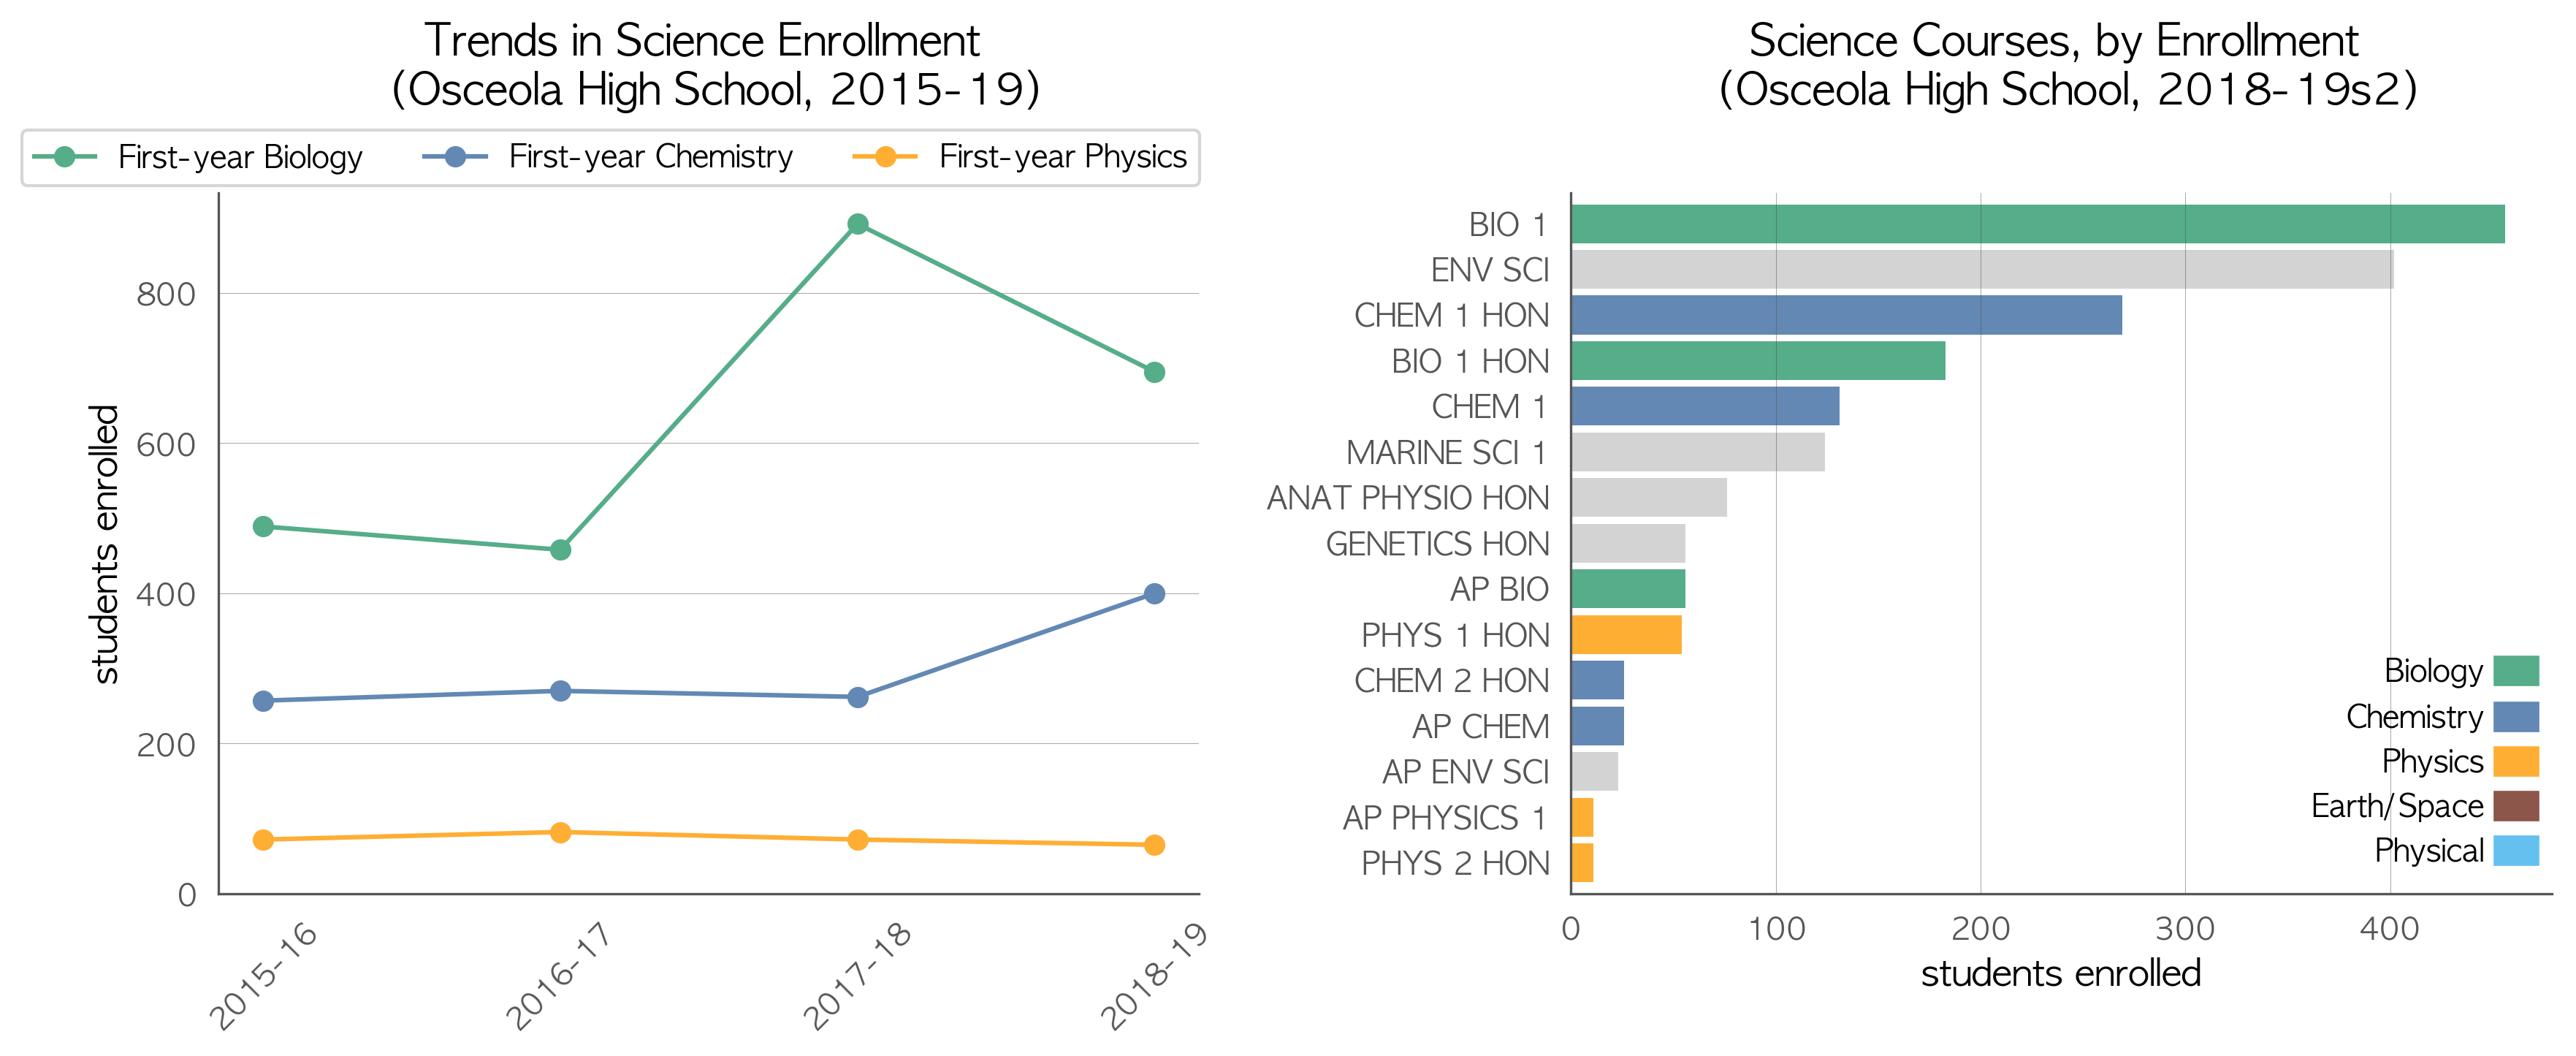 Trends in Science Enrollment
(Osceola High School, 2015-19)
First-year Biology
First-year Chemistry
First-year Physics
students enrolled
800
600
400
200
0
2015-16
2016-17
2017-18
2018-19
Science Courses, by Enrollment
(Osceola High School, 2018-19s2)
BIO 1
ENV SCI
CHEM 1 HON
BIO 1 HON
CHEM 1
MARINE SCI 1
ANAT PHYSIO HON
GENETICS HON
AP BIO
PHYS 1 HON
CHEM 2 HON
AP CHEM
AP ENV SCI
AP PHYSICS 1
PHYS 2 HON
Biology
Chemistry
Physics
Earth/Space
Physical
0
100
200
300
400
students enrolled